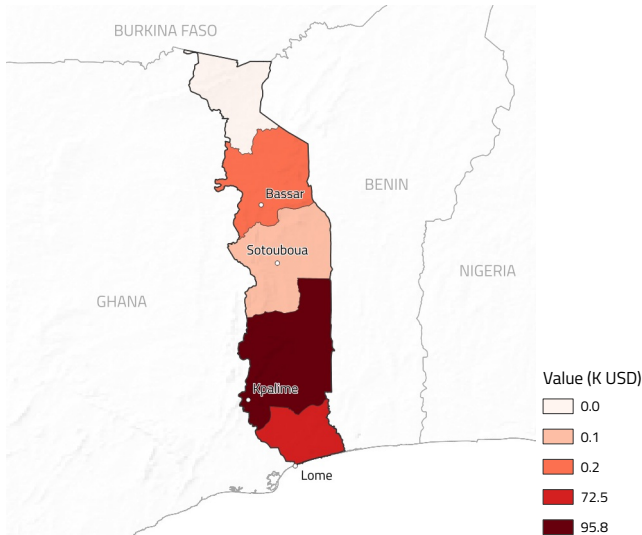 BURKINA FASO
Bassar
BENIN
Sotouboua
NIGERIA
GHANA
Kpalime
Lome
Value (K USD)
0.0
0.1
0.2
72.5
95.8